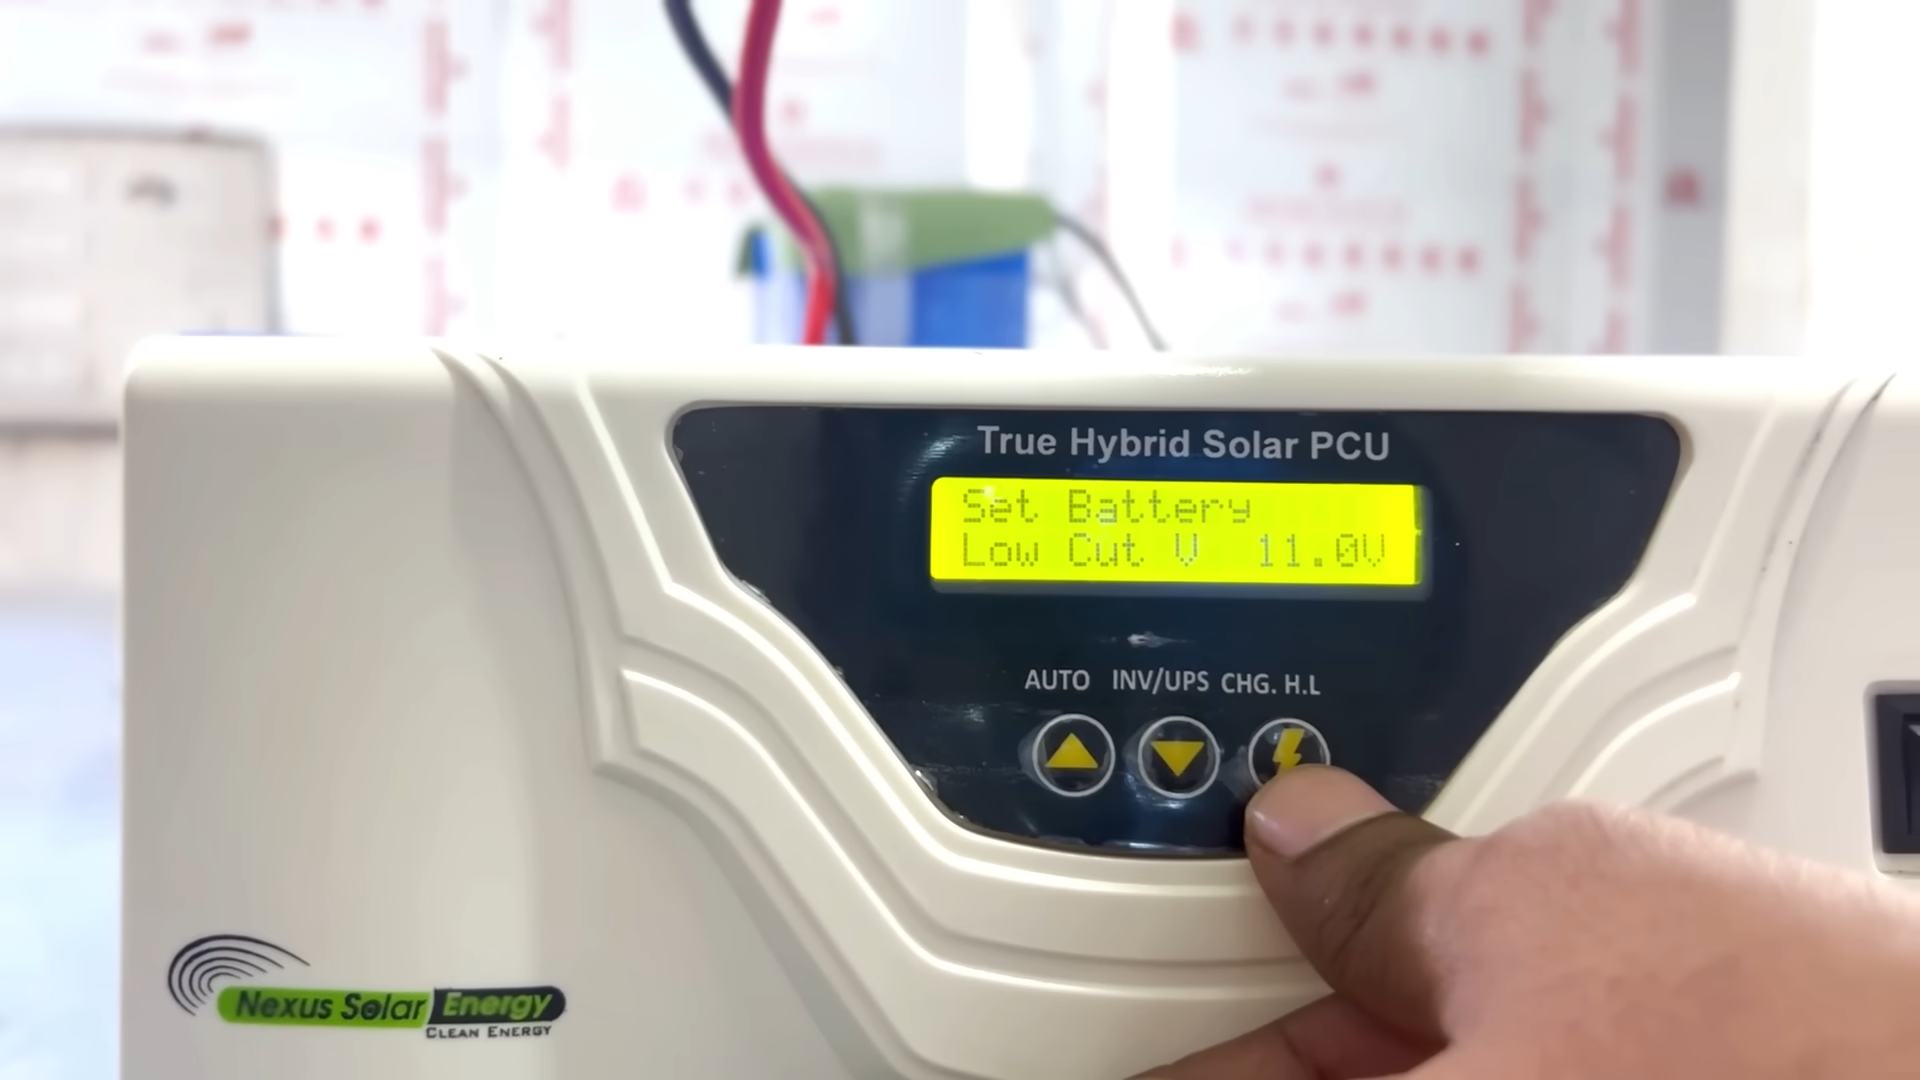 True Hybrid Solar PCU
Set Battery
Low Cut V 11.0V
AUTO INV/UPS CHG. H.L
Nexus Solar Energy
CLEAN ENERGY